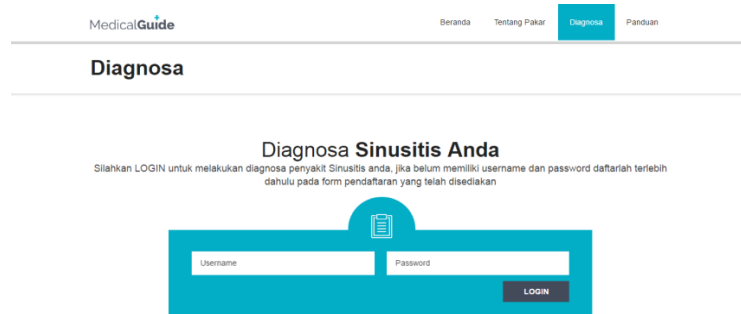 MedicalGuide
Beranda Tentang Pakar Diagnosa Panduan
Diagnosa
Diagnosa Sinusitis Anda
Silahkan LOGIN untuk melakukan diagnosa penyakit Sinusitis anda, jika belum memiliki username dan password daftarlah terlebih
dahulu pada form pendaftaran yang telah disediakan
Username Password
LOGIN